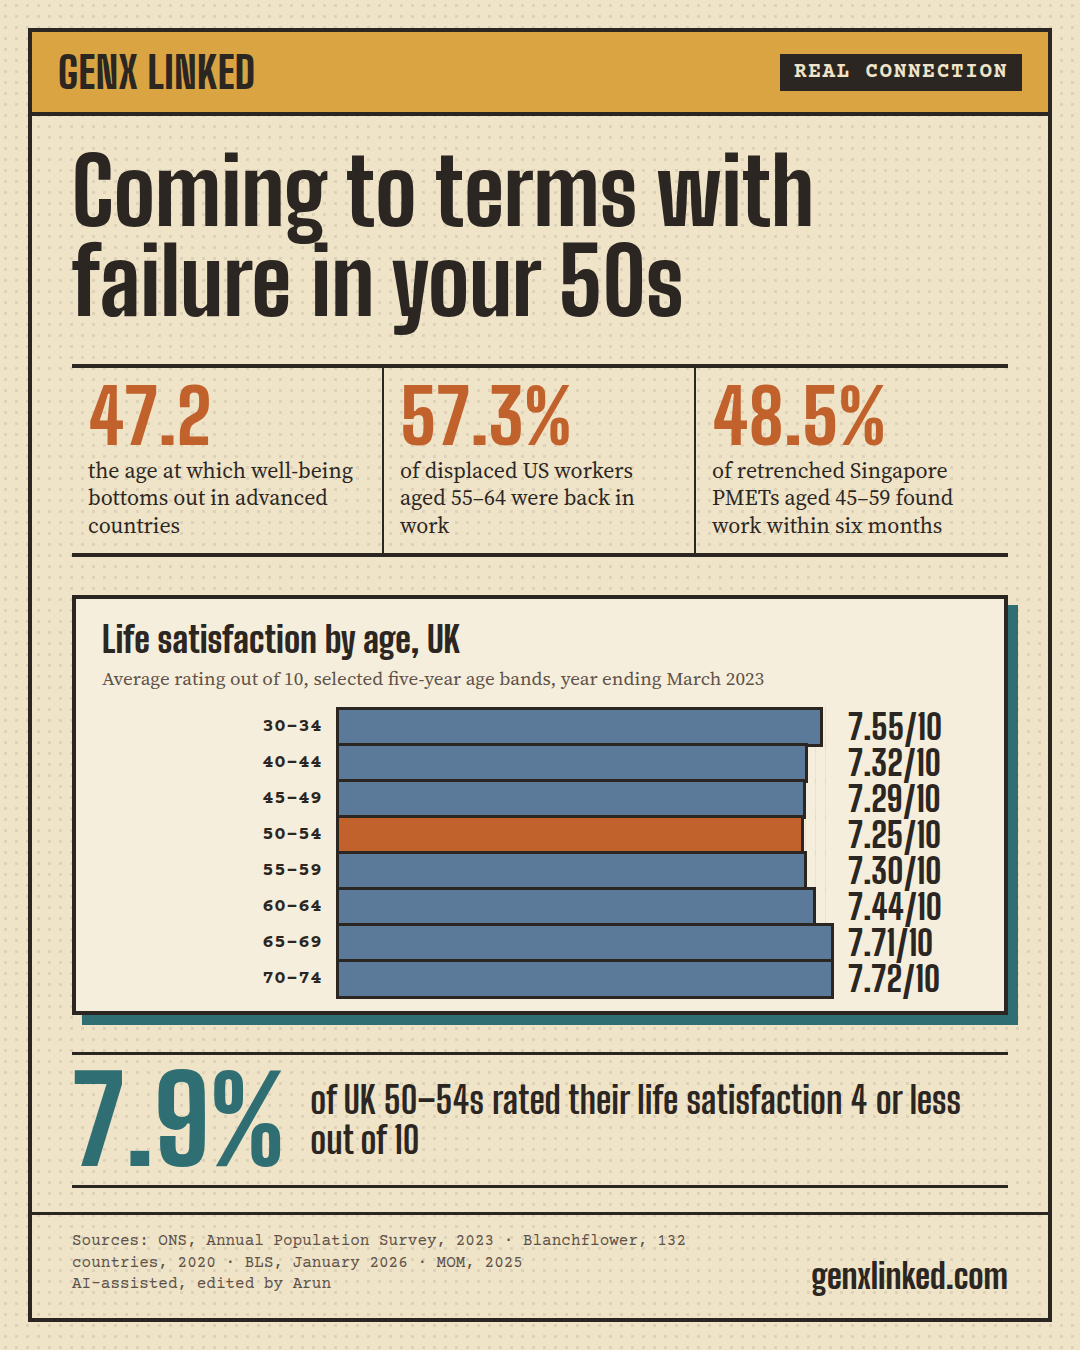 GENX LINKED
REAL CONNECTION
Coming to terms with
failure in your 50s
47.2
the age at which well-being
bottoms out in advanced
countries
57.3%
of displaced US workers
aged 55–64 were back in
work
48.5%
of retrenched Singapore
PMETs aged 45–59 found
work within six months
Life satisfaction by age, UK
Average rating out of 10, selected five-year age bands, year ending March 2023
30–34 7.55/10
40–44 7.32/10
45–49 7.29/10
50–54 7.25/10
55–59 7.30/10
60–64 7.44/10
65–69 7.71/10
70–74 7.72/10
7.9%
of UK 50–54s rated their life satisfaction 4 or less
out of 10
Sources: ONS, Annual Population Survey, 2023 · Blanchflower, 132
countries, 2020 · BLS, January 2026 · MOM, 2025
AI-assisted, edited by Arun
genxlinked.com